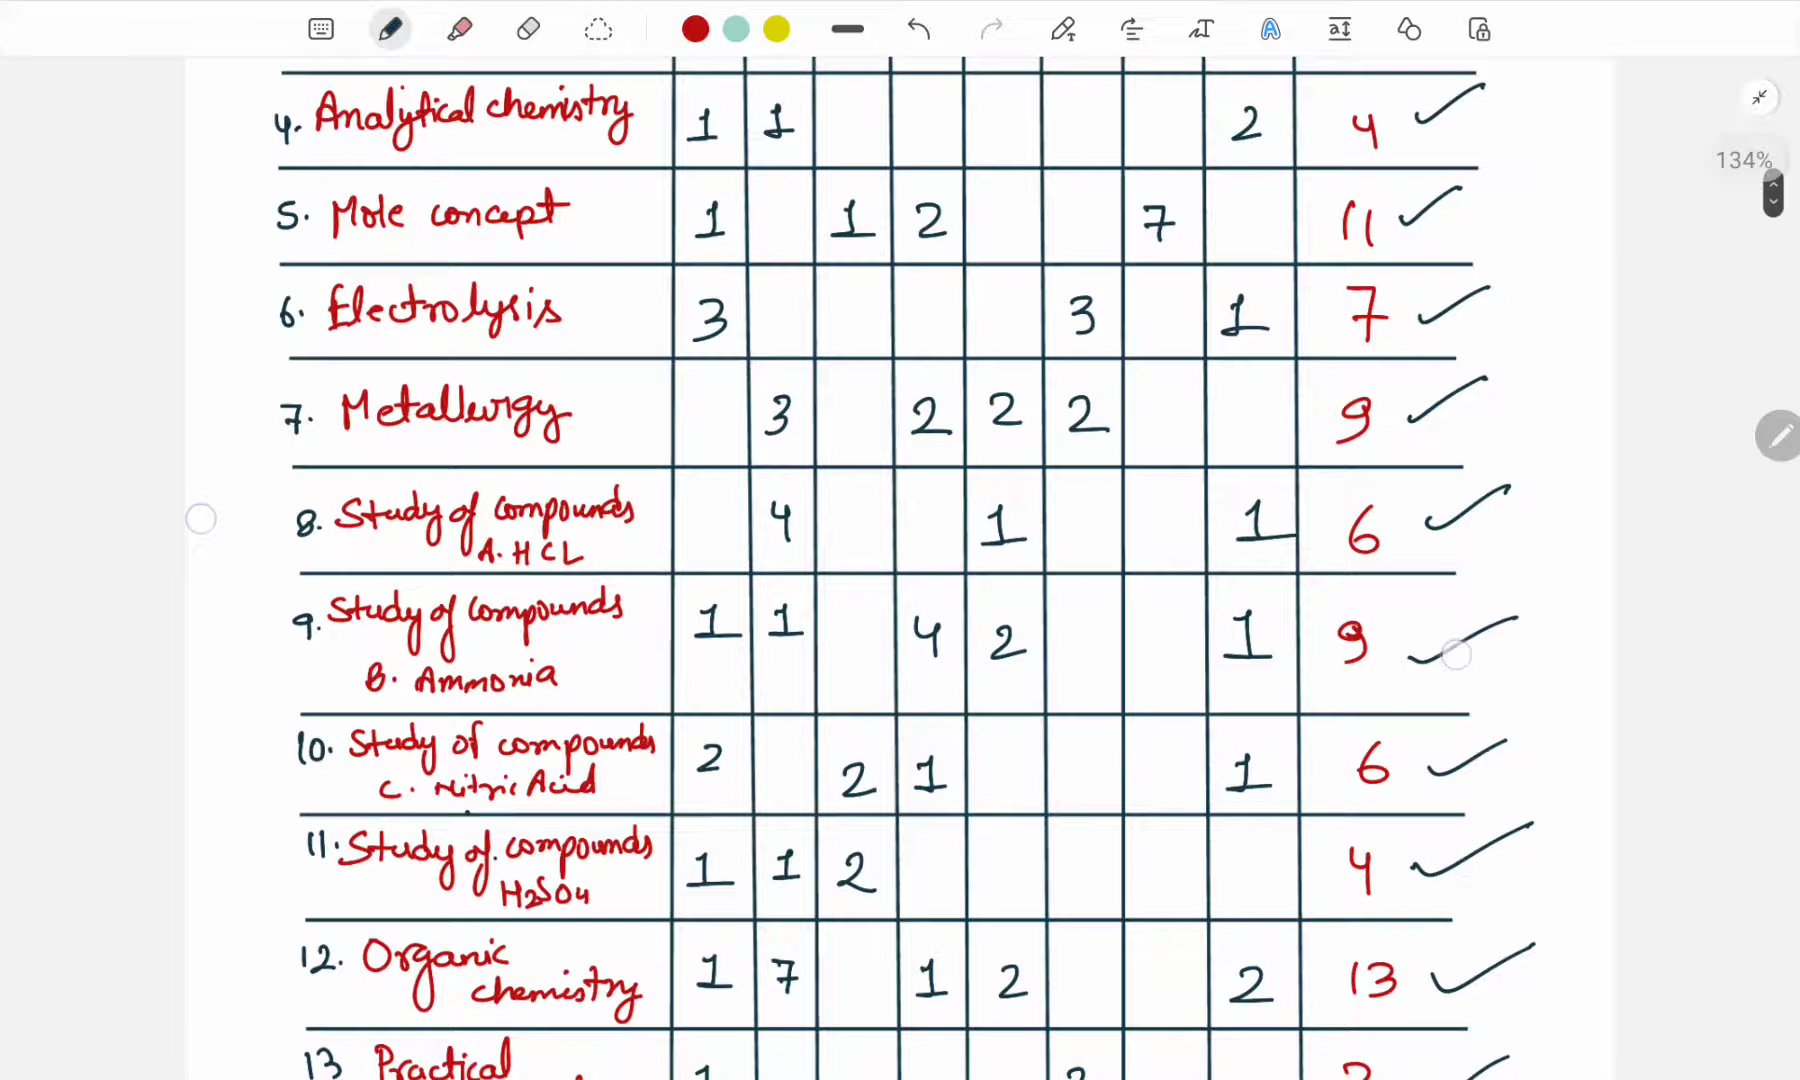 134%
4. Analytical chemistry 1 1 2 4
5. Mole concept 1 1 2 7 11
6. Electrolysis 3 3 1 7
7. Metallurgy 3 2 2 2 9
8. Study of compounds 4 1 1 6
A. HCL
9. Study of compounds 1 1 4 2 1 9
B. Ammonia
10. Study of compounds 2 2 1 1 6
C. Nitric Acid
11. Study of compounds 1 1 2 4
H2SO4
12. Organic 1 7 1 2 2 13
chemistry
13 Practical 1